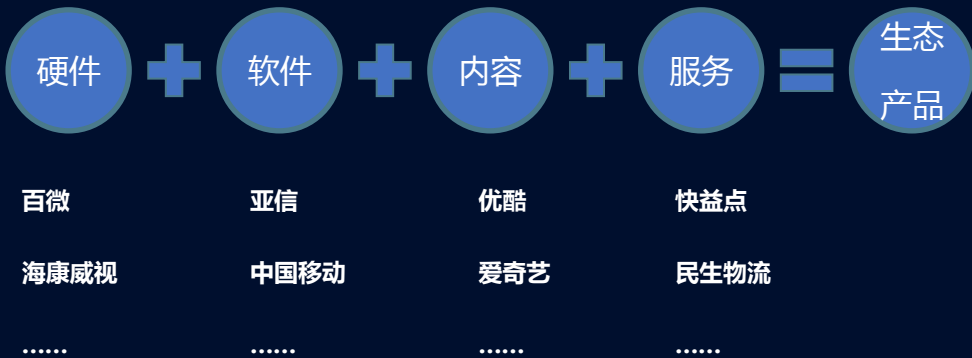 硬件 软件 内容 服务 生态
产品
百微 亚信 优酷 快益点
海康威视 中国移动 爱奇艺 民生物流
...... ...... ...... ......